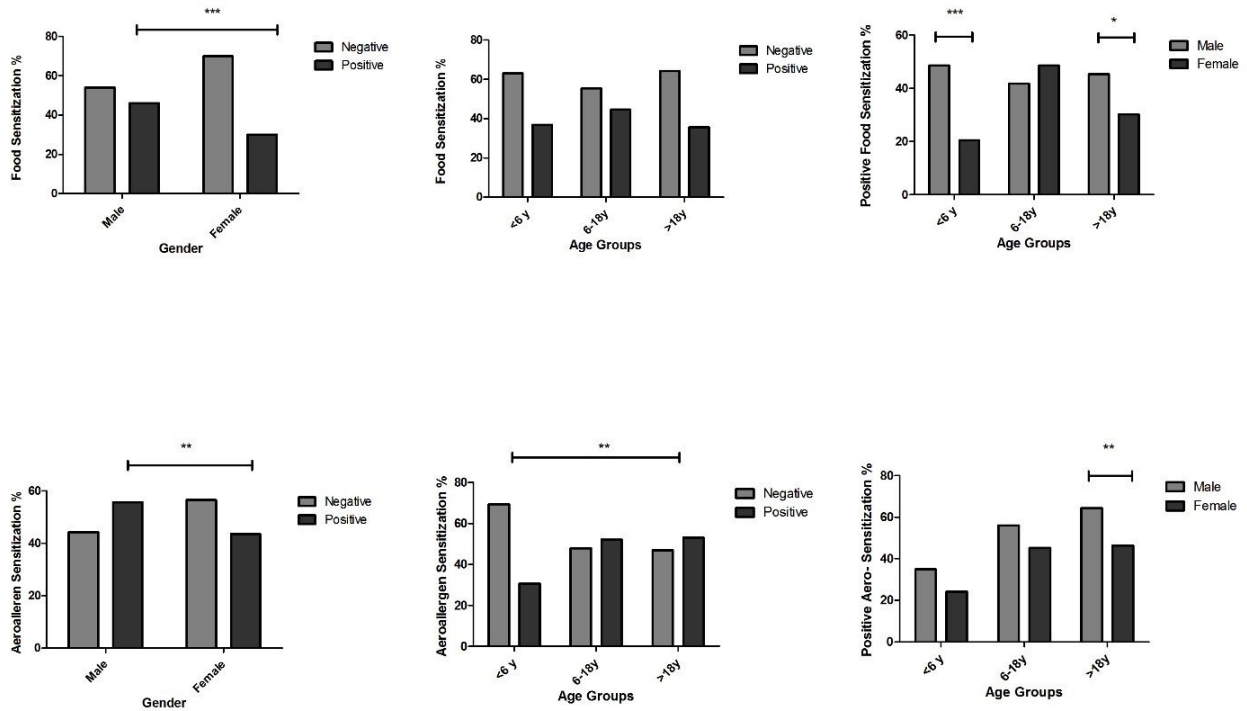 ***
Food Sensitization %
80
60
40
20
0
Male
Female
Gender
Negative
Positive
Food Sensitization %
80
60
40
20
0
<6 y
6-18y
>18y
Age Groups
Negative
Positive
***
*
Positive Food Sensitization %
60
40
20
0
<6 y
6-18y
>18y
Age Groups
Male
Female
**
Aeroalleren Sensitization %
60
40
20
0
Male
Female
Gender
Negative
Positive
**
Aeroallergen Sensitization %
80
60
40
20
0
<6 y
6-18y
>18y
Age Groups
Negative
Positive
**
Positive Aero- Sensitization %
80
60
40
20
0
<6 y
6-18y
>18y
Age Groups
Male
Female